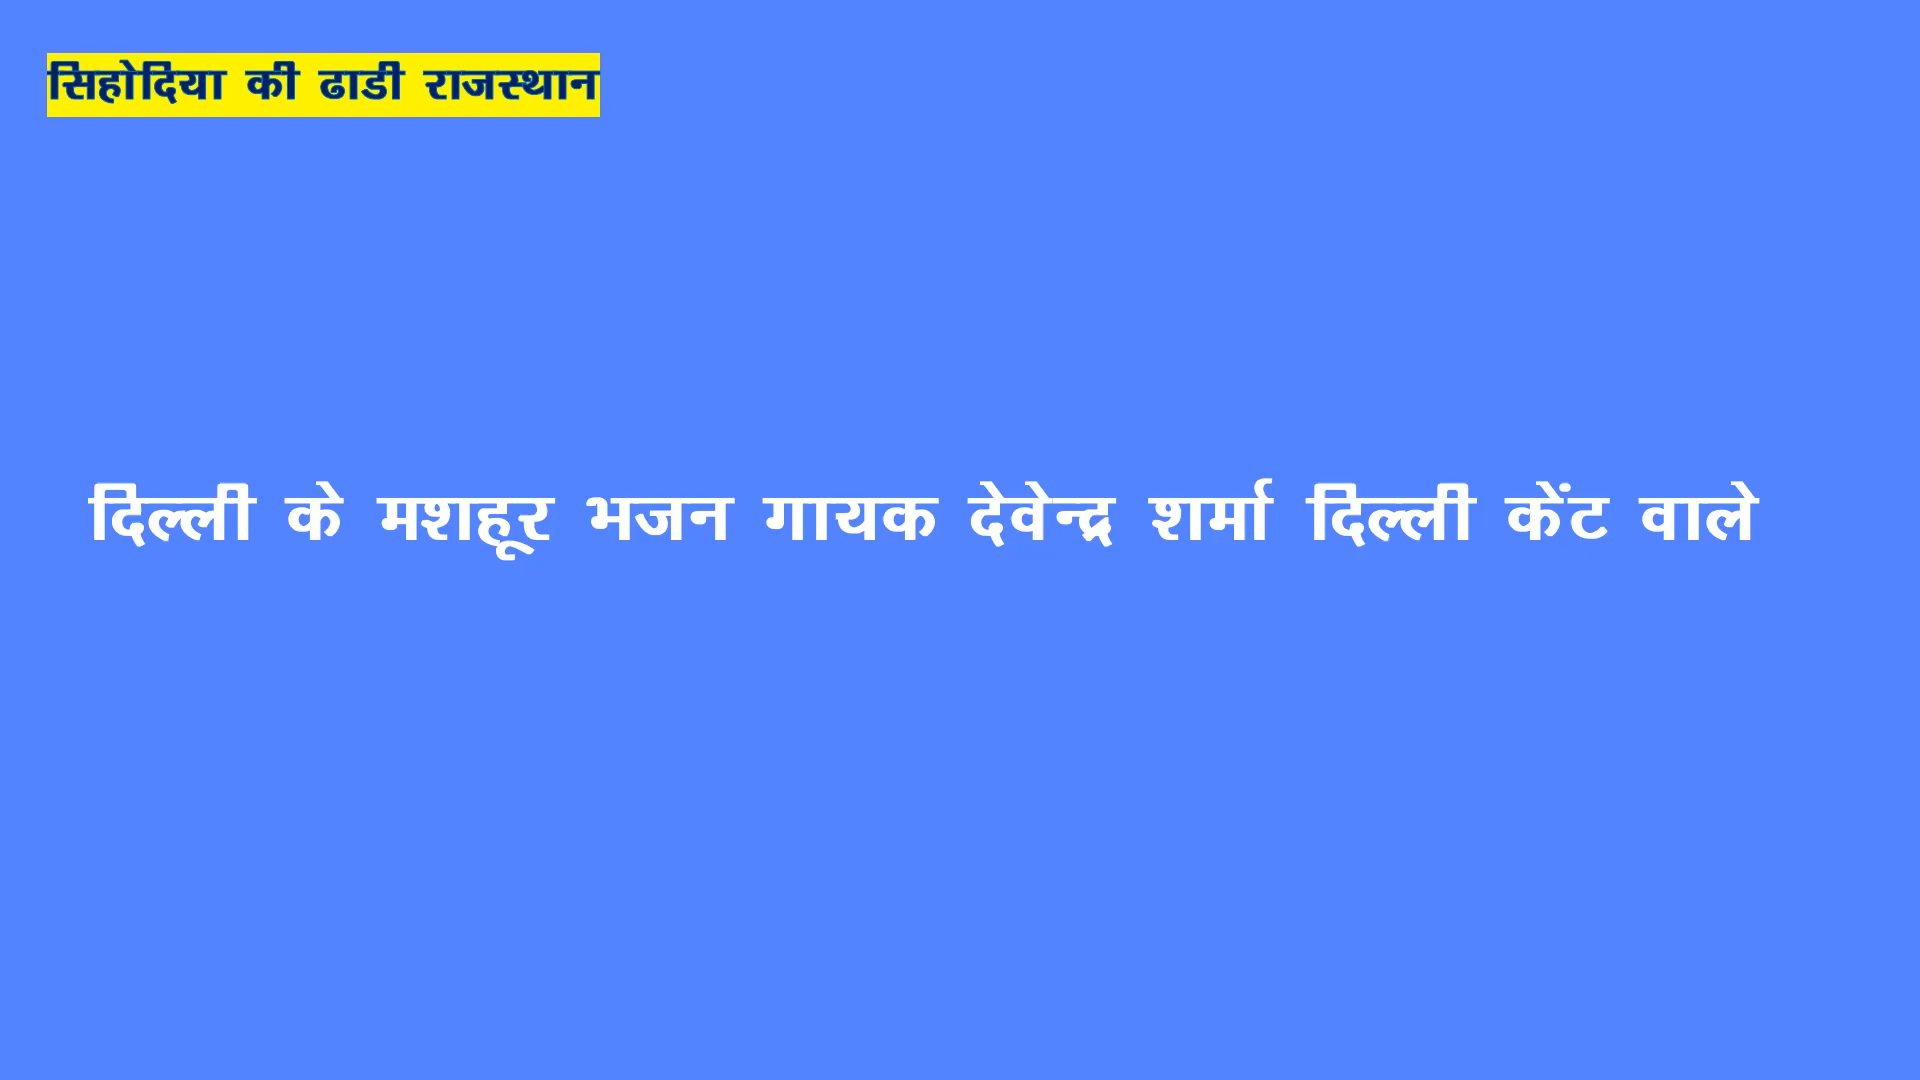 सिहोदिया की ढाडी राजस्थान
दिल्ली के मशहूर भजन गायक देवेन्द्र शर्मा दिल्ली केंट वाले